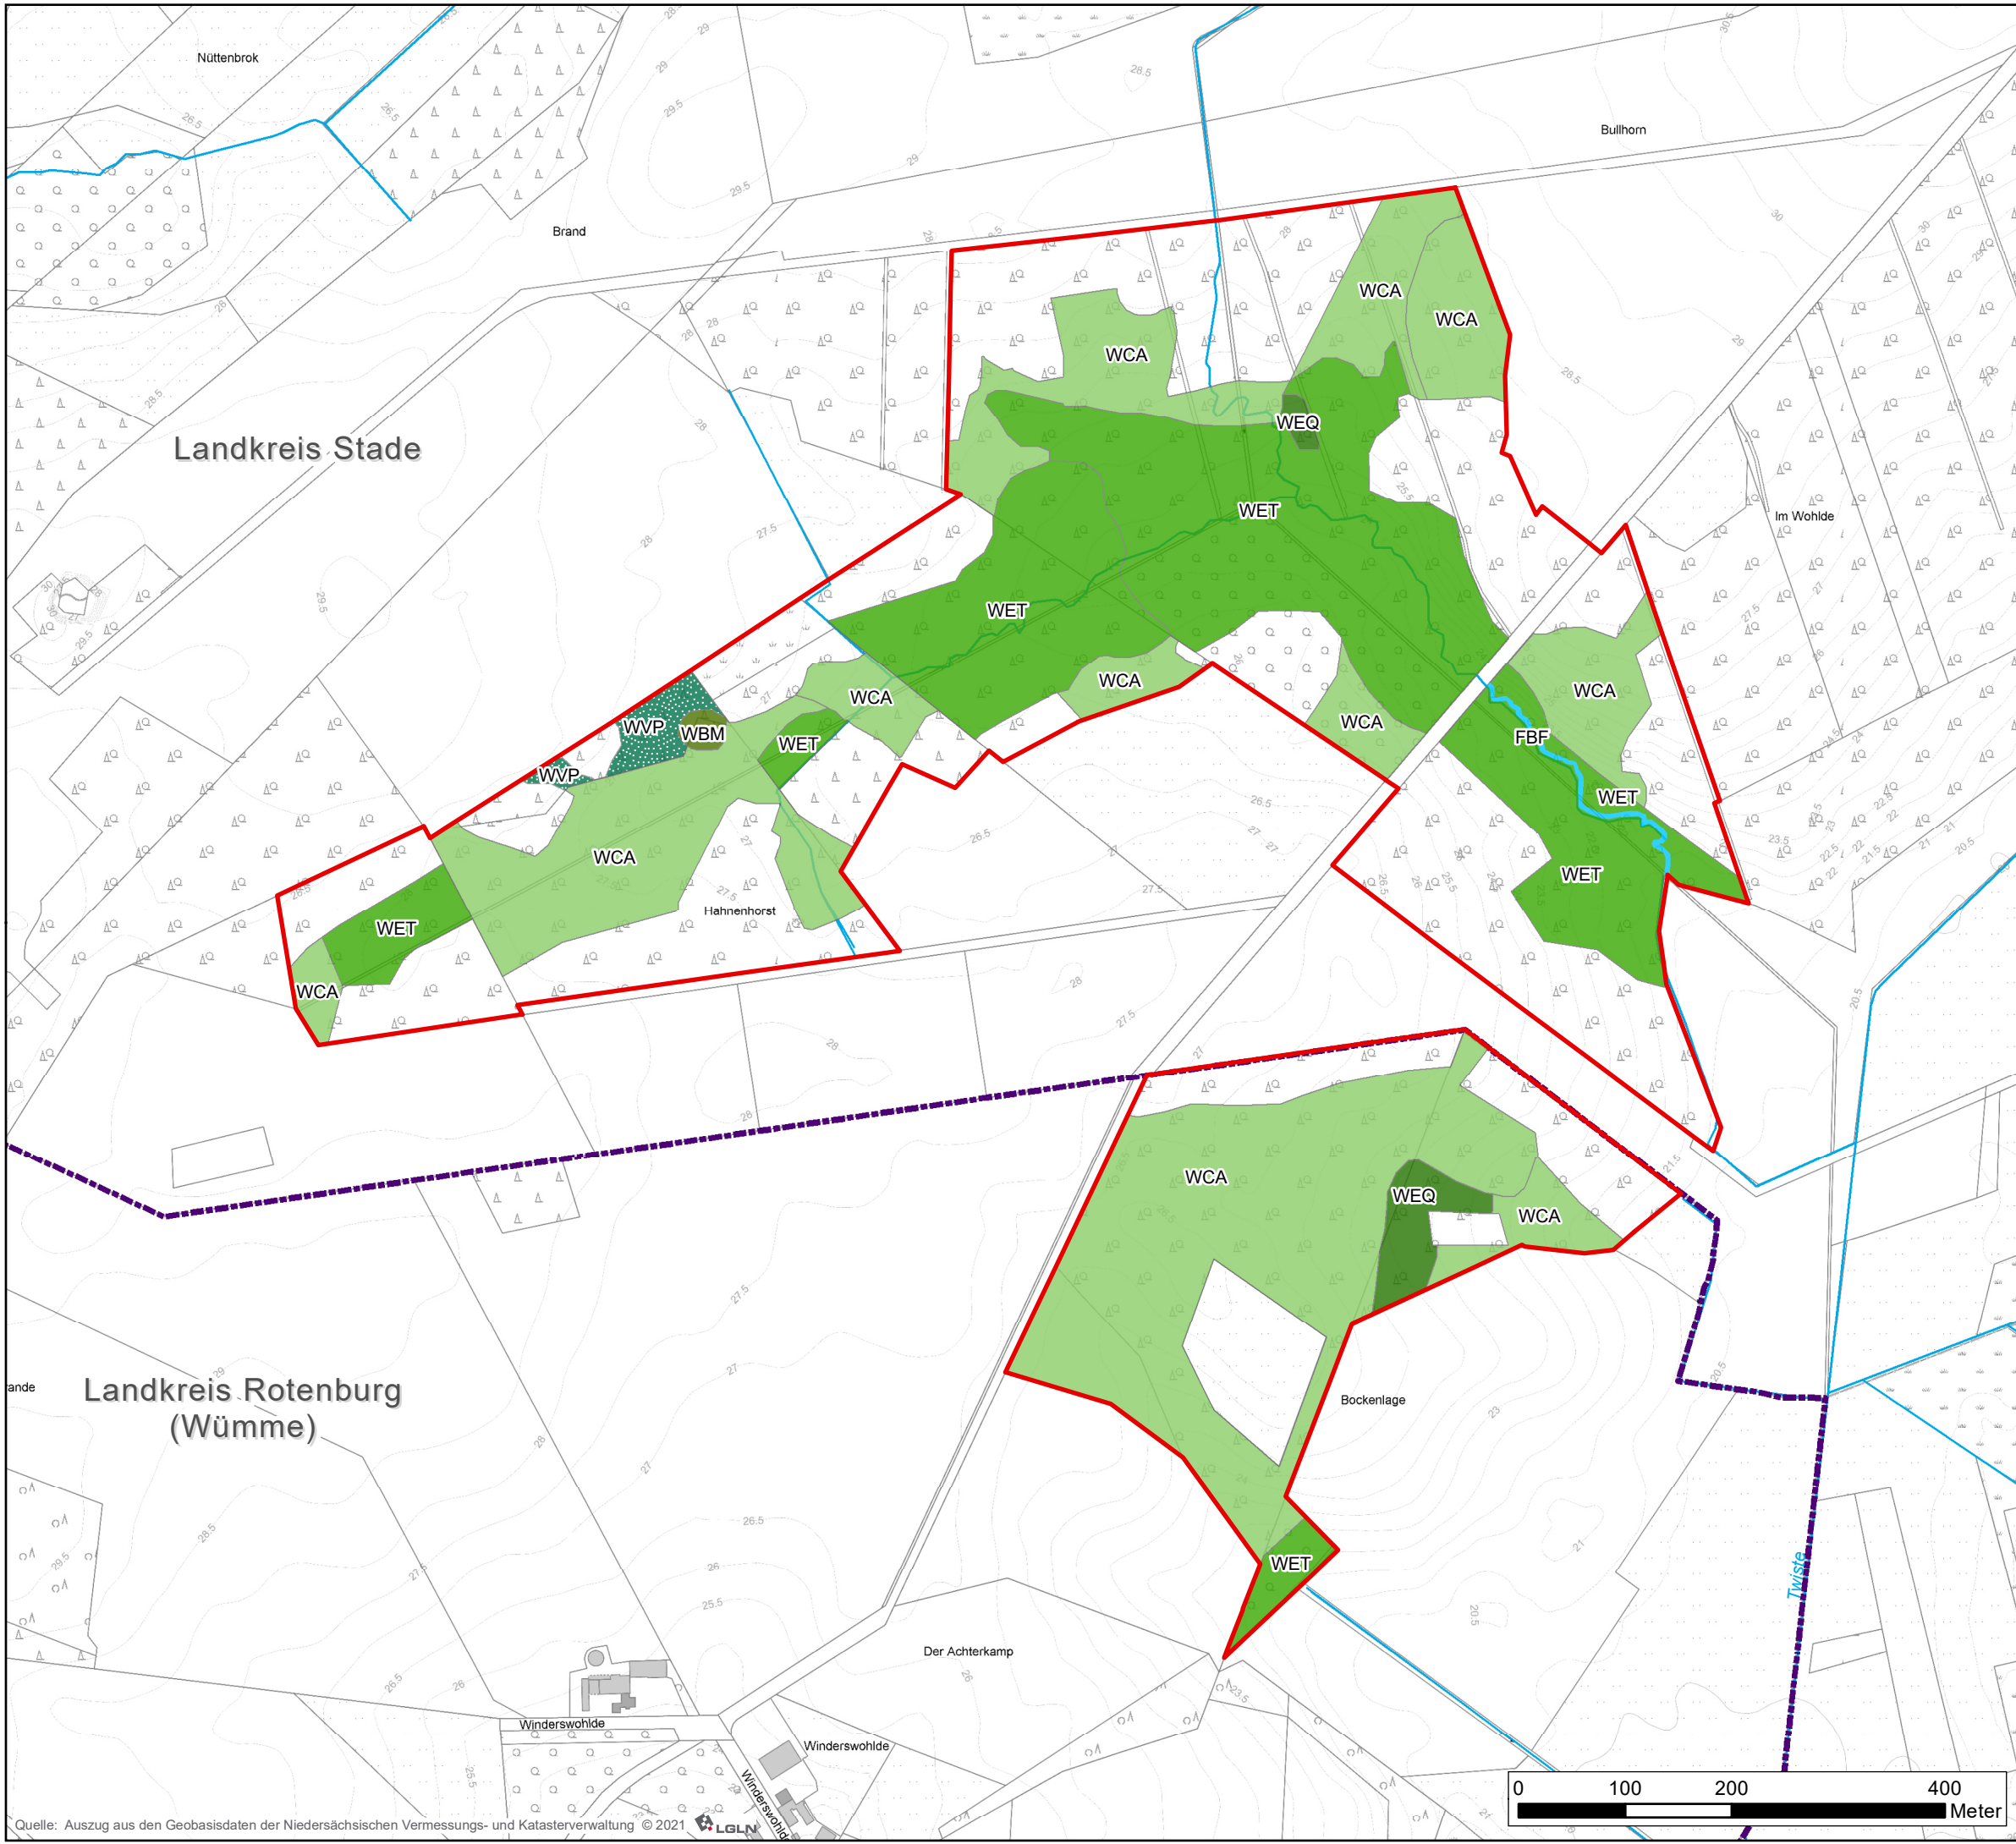 Nüttenbrok
Bullhorn
Brand
WCA
WCA
WCA
WEQ
Landkreis Stade
WET
Im Wohlde
WET
WCA
WCA
WCA
WCA
WVP
WBM
WET
FBF
WVP
WET
WCA
WET
Hahnenhorst
WET
WCA
WCA
WEQ
WCA
Landkreis Rotenburg
(Wümme)
ande
Bockenlage
WET
Twiste
Der Achterkamp
Winderswohlde
Winderswohlde
Winderswohlde
0 100 200 400
Meter
Quelle: Auszug aus den Geobasisdaten der Niedersächsischen Vermessungs- und Katasterverwaltung © 2021 LGLN